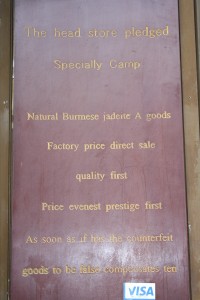 The head store pledged
Specially Camp
Natural Burmese jadeite A goods
Factory price direct sale
quality first
Price evenest prestige first
As soon as if has the counterfeit
goods to be false compensates ten
VISA